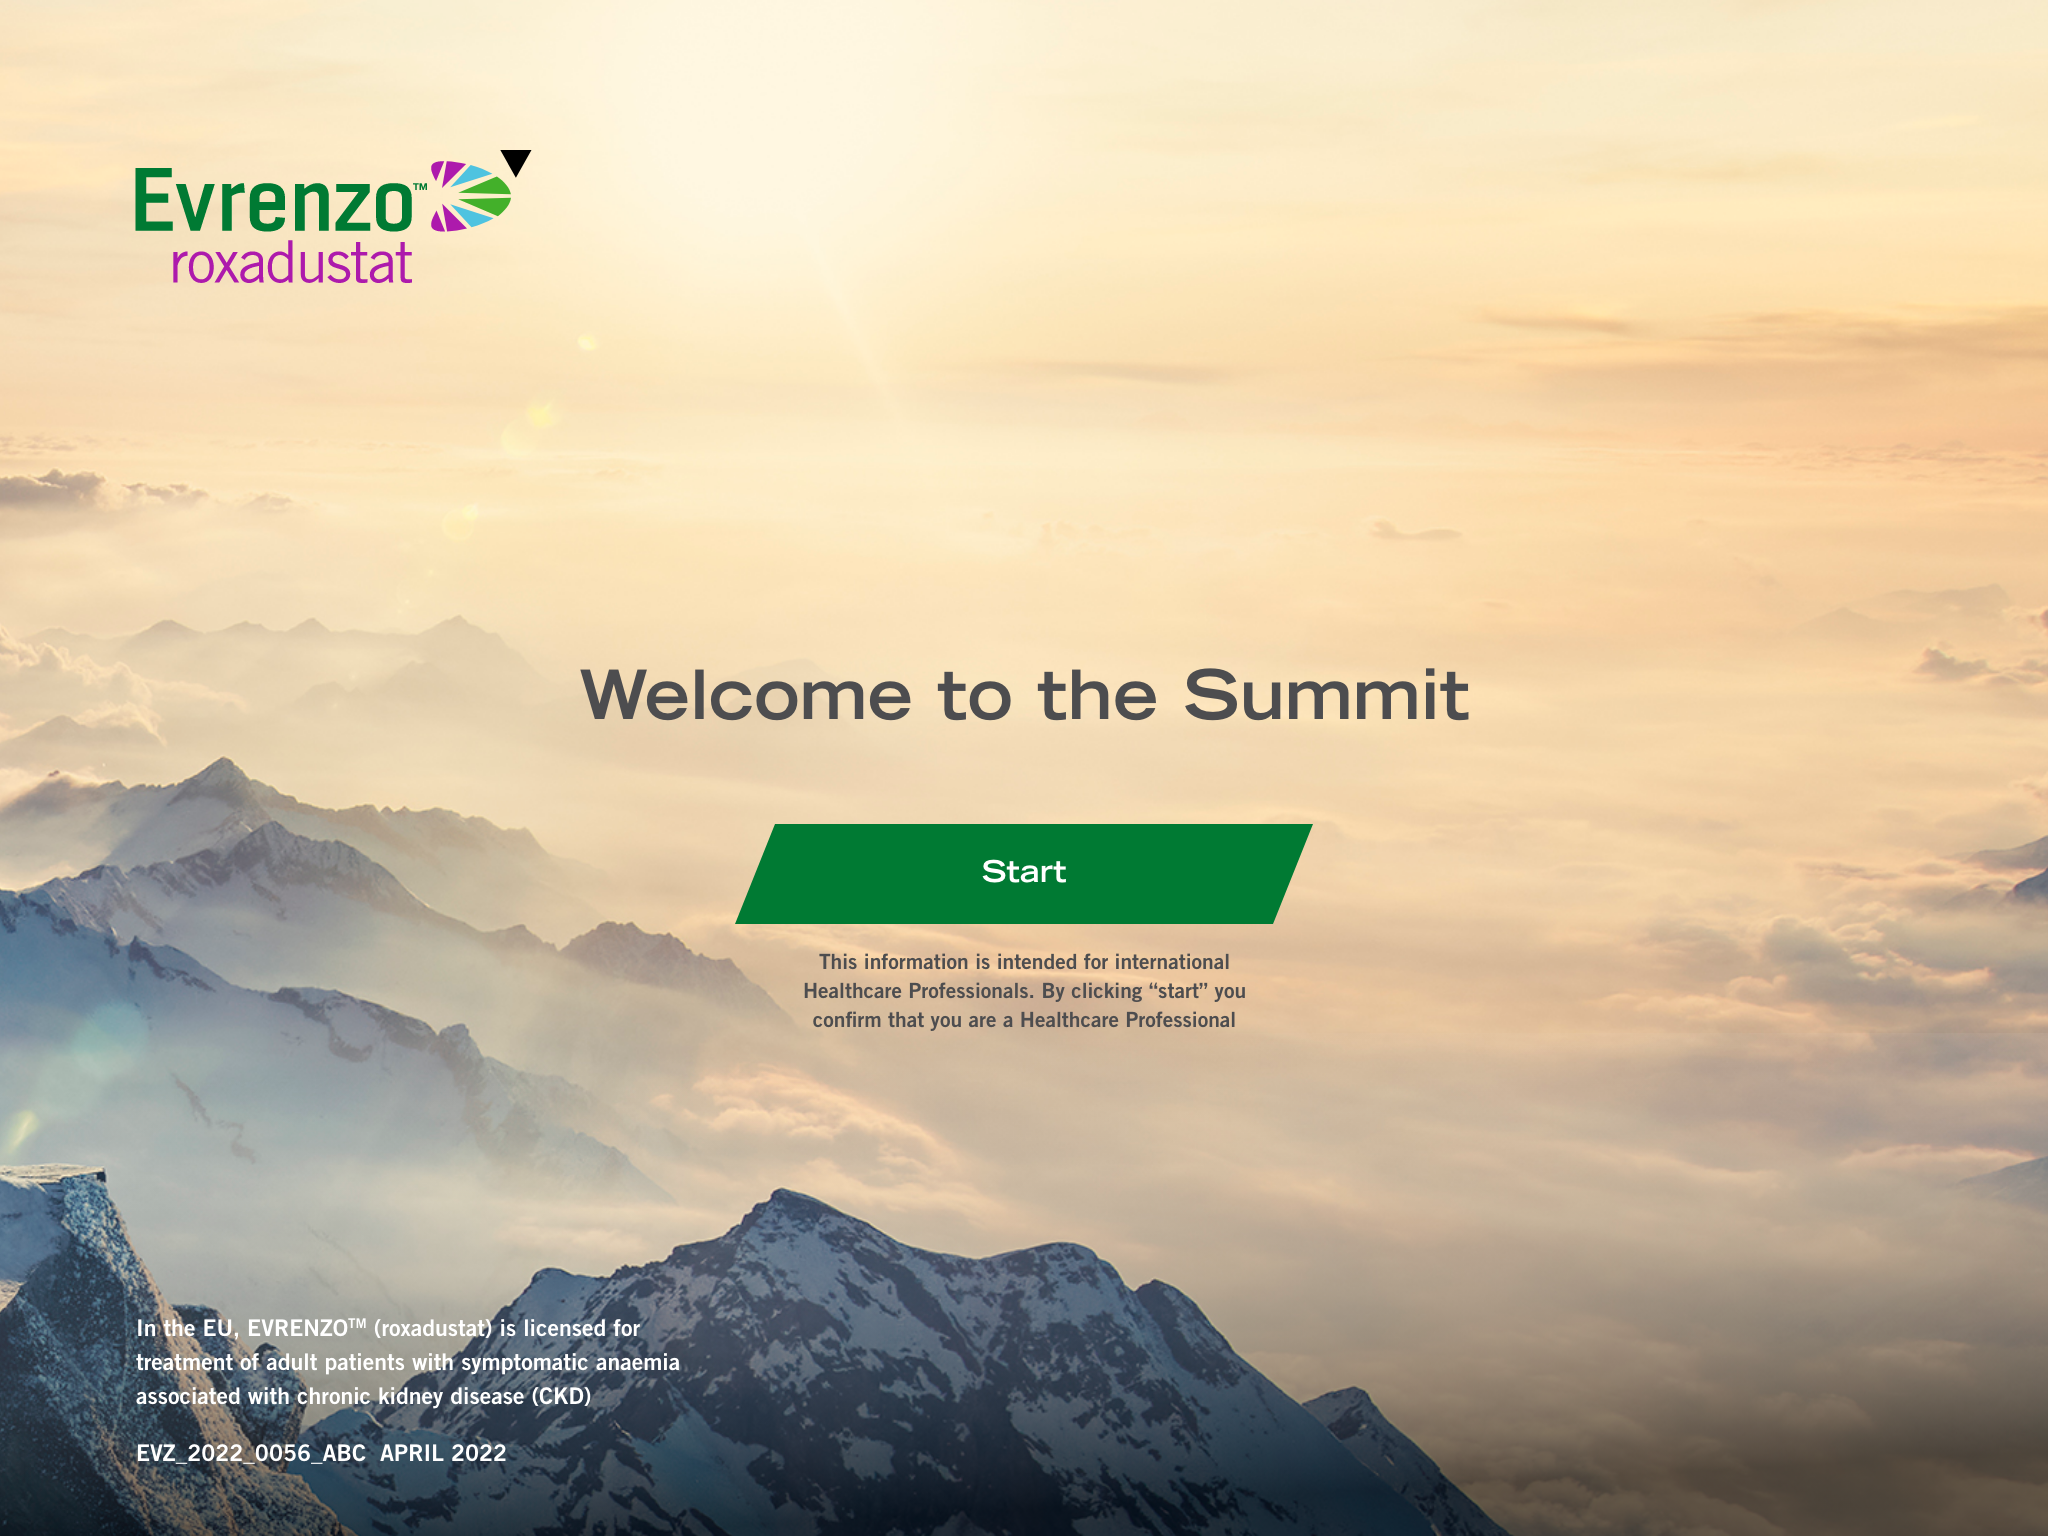 Evrenzo™
roxadustat
Welcome to the Summit
Start
This information is intended for international
Healthcare Professionals. By clicking “start” you
confirm that you are a Healthcare Professional
In the EU, EVRENZO™ (roxadustat) is licensed for
treatment of adult patients with symptomatic anaemia
associated with chronic kidney disease (CKD)
EVZ_2022_0056_ABC APRIL 2022